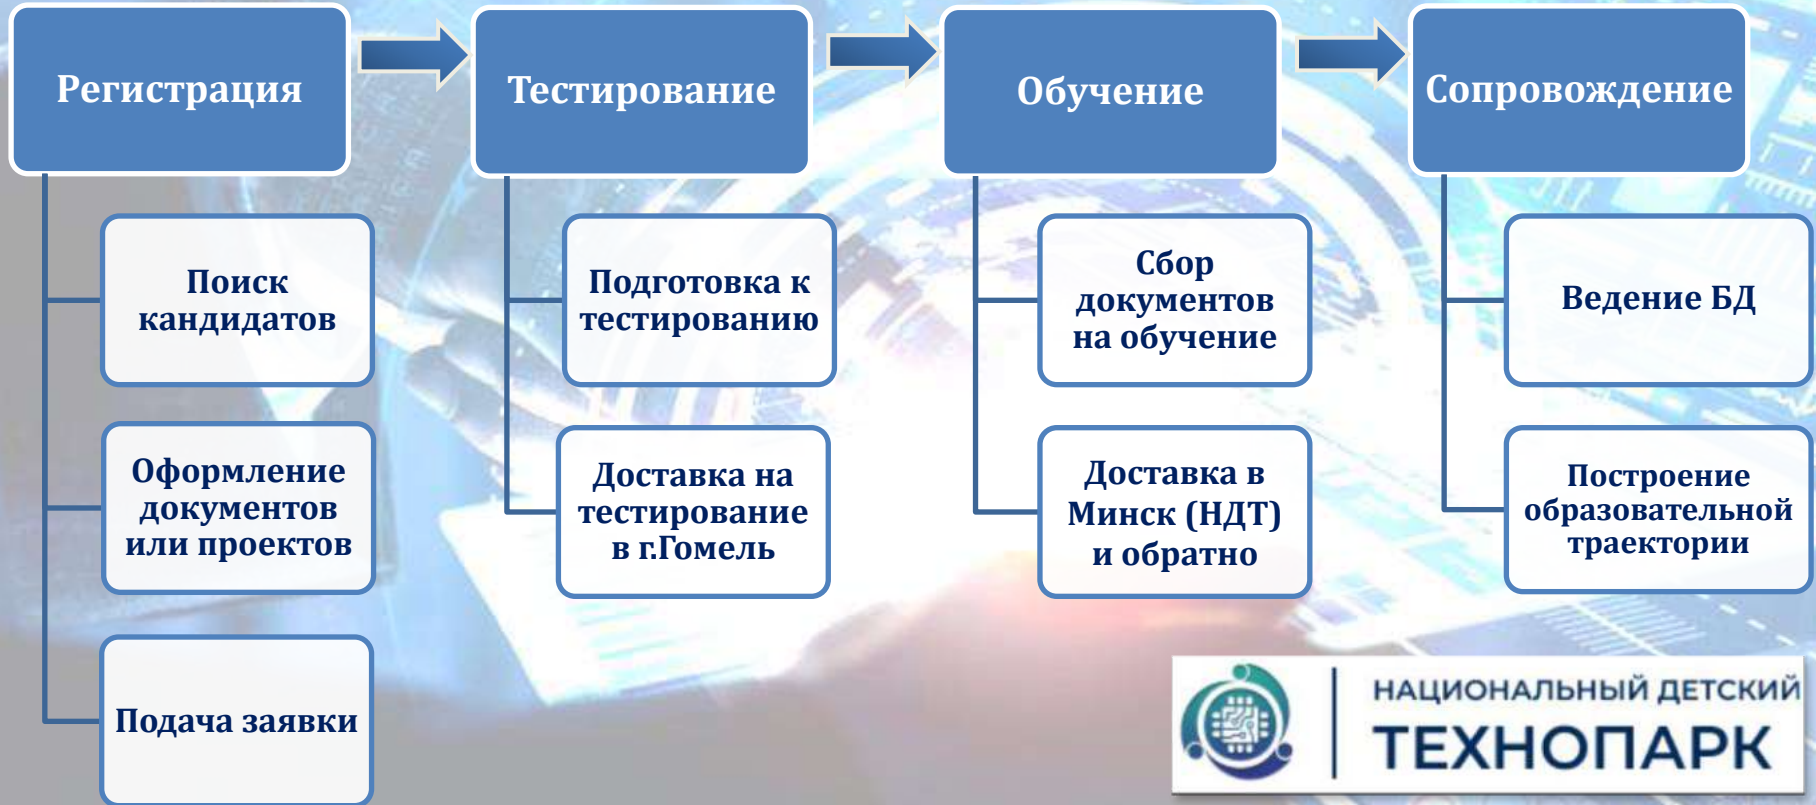 Регистрация
Тестирование
Обучение
Сопровождение
Поиск
кандидатов
Оформление
документов
или проектов
Подача заявки
Подготовка к
тестированию
Доставка на
тестирование
в г.Гомель
Сбор
документов
на обучение
Доставка в
Минск (НДТ)
и обратно
Ведение БД
Построение
образовательной
траектории
НАЦИОНАЛЬНЫЙ ДЕТСКИЙ
ТЕХНОПАРК